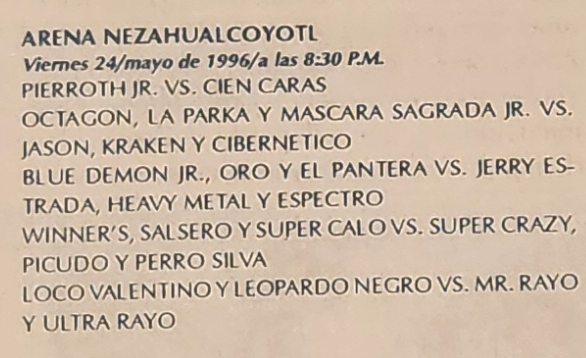 ARENA NEZAHUALCOYOTL
Viernes 24/mayo de 1996/a las 8:30 P.M.
PIERROTH JR. VS. CIEN CARAS
OCTAGON, LA PARKA Y MASCARA SAGRADA JR. VS.
JASON, KRAKEN Y CIBERNETICO
BLUE DEMON JR., ORO Y EL PANTERA VS. JERRY ES-
TRADA, HEAVY METAL Y ESPECTRO
WINNER'S, SALSERO Y SUPER CALO VS. SUPER CRAZY,
PICUDO Y PERRO SILVA
LOCO VALENTINO Y LEOPARDO NEGRO VS. MR. RAYO
Y ULTRA RAYO